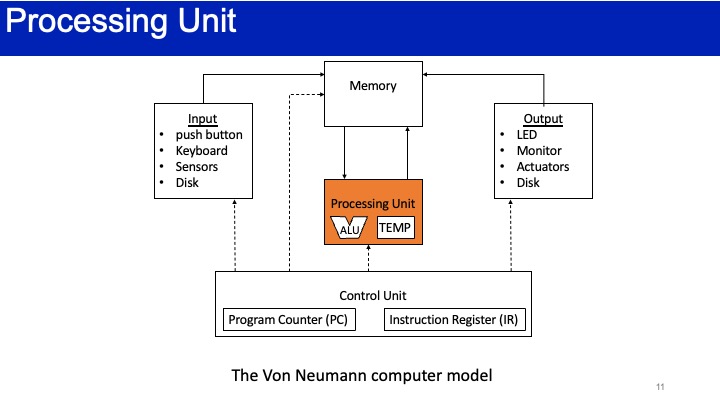 Processing Unit
Memory
Input
• push button
• Keyboard
• Sensors
• Disk
Output
• LED
• Monitor
• Actuators
• Disk
Processing Unit
ALU
TEMP
Control Unit
Program Counter (PC)
Instruction Register (IR)
The Von Neumann computer model
11